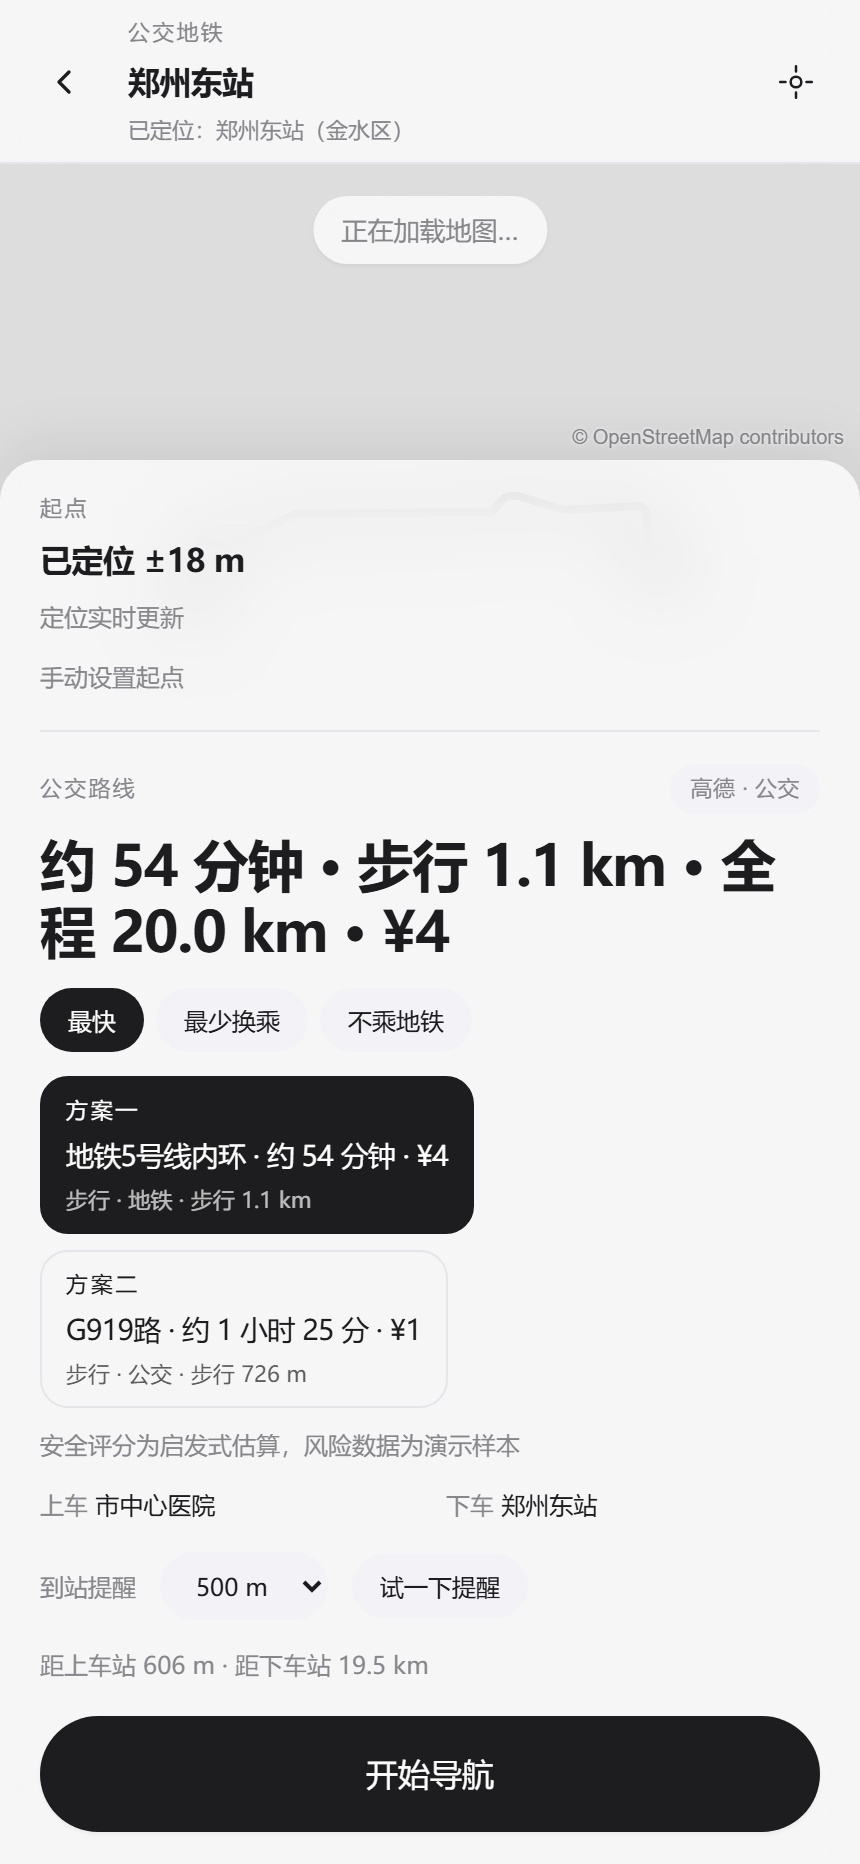 公交地铁
郑州东站
已定位：郑州东站（金水区）
正在加载地图...
© OpenStreetMap contributors
起点
已定位 ±18 m
定位实时更新
手动设置起点
公交路线
高德 · 公交
约 54 分钟 • 步行 1.1 km • 全
程 20.0 km • ¥4
最快
最少换乘
不乘地铁
方案一
地铁5号线内环 · 约 54 分钟 · ¥4
步行 · 地铁 · 步行 1.1 km
方案二
G919路 · 约 1 小时 25 分 · ¥1
步行 · 公交 · 步行 726 m
安全评分为启发式估算，风险数据为演示样本
上车 市中心医院
下车 郑州东站
到站提醒
500 m
试一下提醒
距上车站 606 m · 距下车站 19.5 km
开始导航